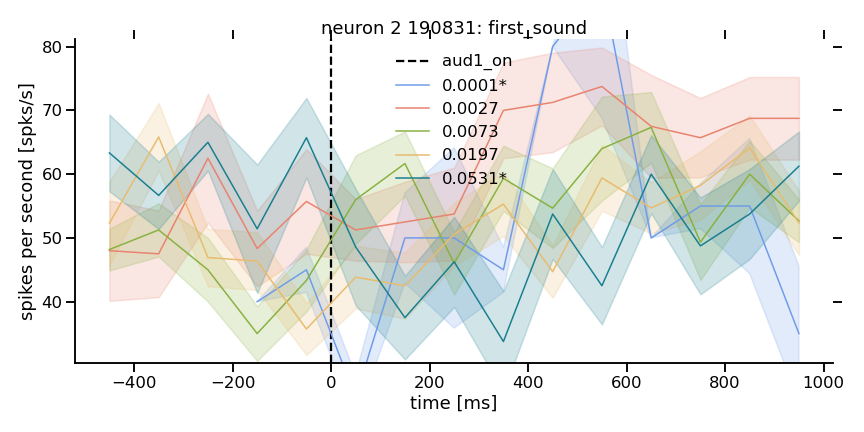 neuron 2 190831: first_sound
80
70
60
50
40
spikes per second [spks/s]
aud1_on
0.0001*
0.0027
0.0073
0.0197
0.0531*
−400 −200 0 200 400 600 800 1000
time [ms]